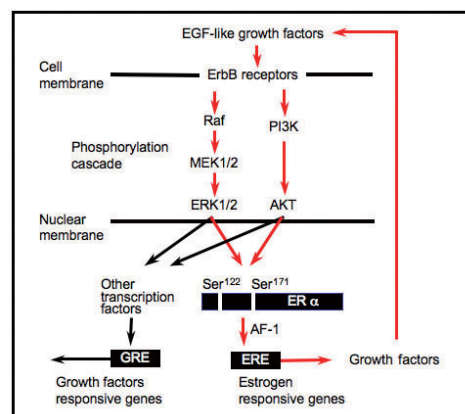 EGF-like growth factors
Cell
membrane
ErbB receptors
Raf
PI3K
Phosphorylation
cascade
MEK1/2
ERK1/2
AKT
Nuclear
membrane
Ser122
Ser171
Other
transcription
factors
ER α
AF-1
GRE
ERE
Growth factors
Growth factors
responsive genes
Estrogen
responsive genes